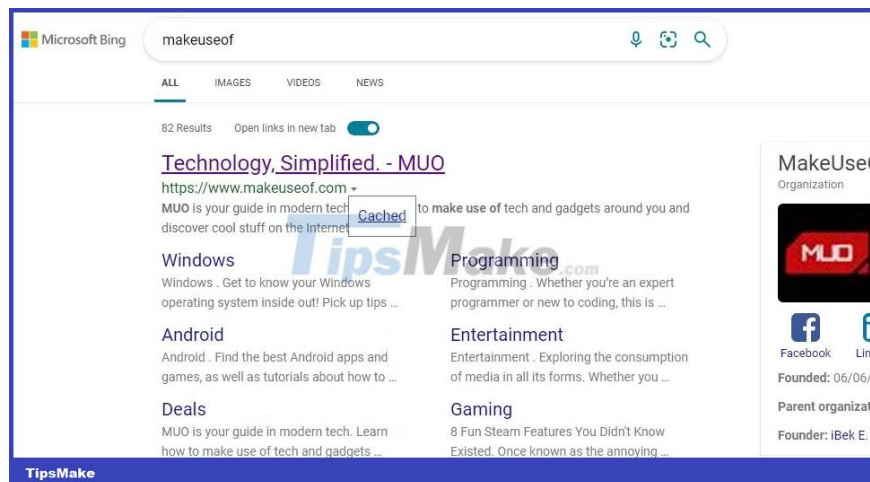 Microsoft Bing
makeuseof
ALL IMAGES VIDEOS NEWS
82 Results Open links in new tab
Technology, Simplified. - MUO
https://www.makeuseof.com
MUO is your guide in modern tech to make use of tech and gadgets around you and
Cached
discover cool stuff on the Internet
TipsMake.com
Windows
Windows . Get to know your Windows
operating system inside out! Pick up tips ...
Programming
Programming . Whether you're an expert
programmer or new to coding, this is ...
Android
Android . Find the best Android apps and
games, as well as tutorials about how to ...
Entertainment
Entertainment . Exploring the consumption
of media in all its forms. Whether you ...
Deals
MUO is your guide in modern tech. Learn
how to make use of tech and gadgets ...
Gaming
8 Fun Steam Features You Didn't Know
Existed. Once known as the annoying ...
MakeUse
Organization
MUO
Facebook Lin
Founded: 06/06/
Parent organizat
Founder: iBek E.
TipsMake